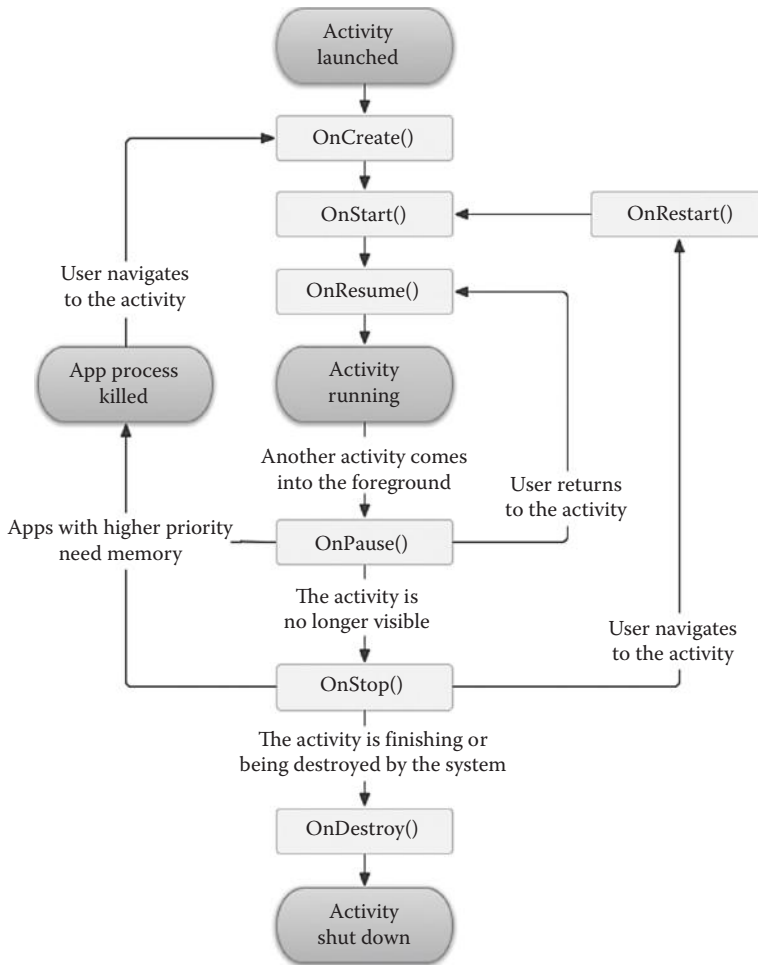 Activity
launched
OnCreate()
OnStart()
OnRestart()
User navigates
to the activity
OnResume()
App process
killed
Activity
running
Another activity comes
into the foreground
User returns
to the activity
Apps with higher priority
need memory
OnPause()
The activity is
no longer visible
User navigates
to the activity
OnStop()
The activity is finishing or
being destroyed by the system
OnDestroy()
Activity
shut down